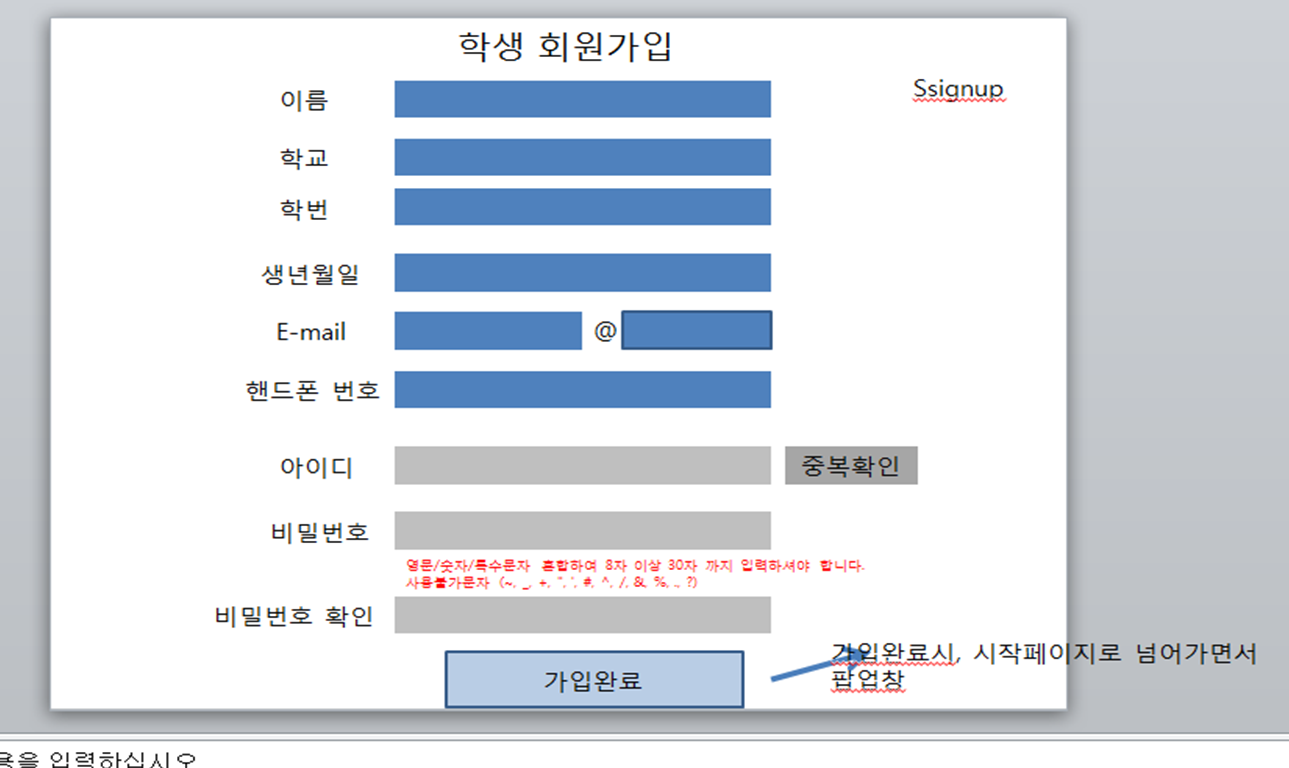 학생 회원가입
Ssignup
이름
학교
학번
생년월일
E-mail @
핸드폰 번호
아이디 중복확인
비밀번호
영문/숫자/특수문자 혼합하여 8자 이상 30자 까지 입력하셔야 합니다.
사용불가문자 (~, _, +, ", ', #, ^, /, &, %, ., ?)
비밀번호 확인
가입완료
가입완료시, 시작페이지로 넘어가면서
팝업창
용을 입력하십시오